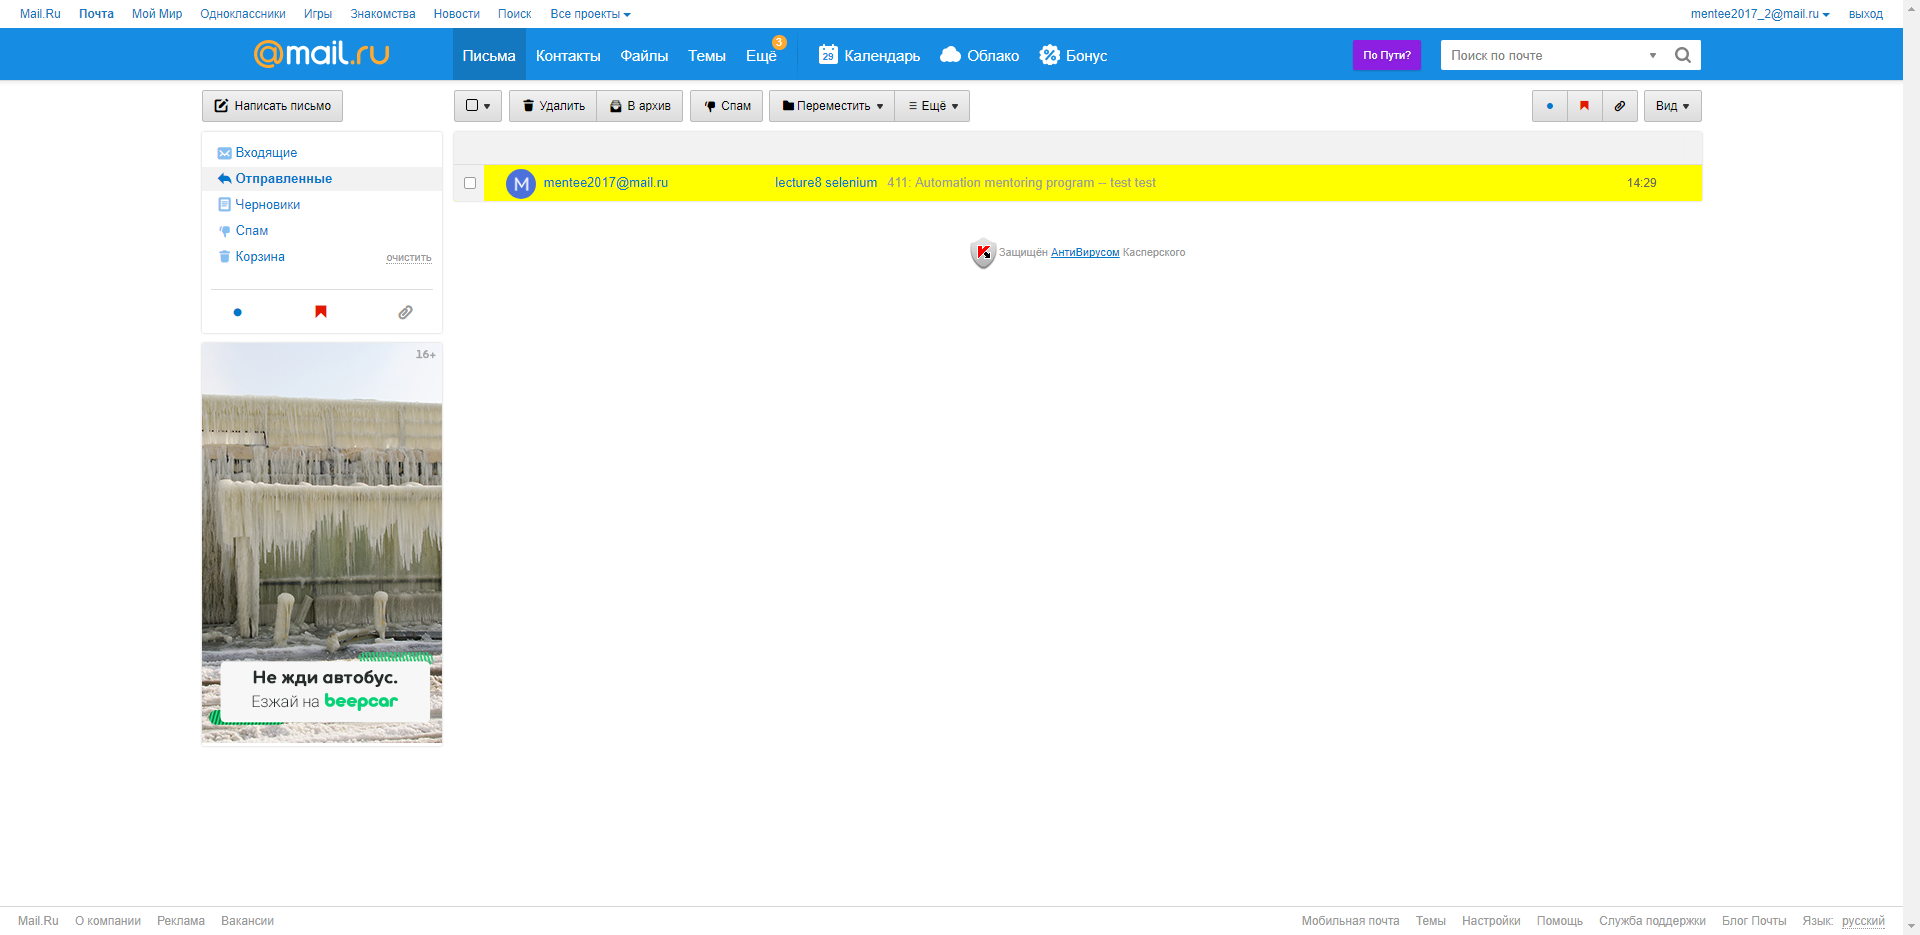 Mail.Ru Почта Мой Мир Одноклассники Игры Знакомства Новости Поиск Все проекты mentee2017_2@mail.ru выход
@mail.ru Письма Контакты Файлы Темы Ещё 3 29 Календарь Облако Бонус По Пути? Поиск по почте
Написать письмо Удалить В архив Спам Переместить Ещё Вид
Входящие
Отправленные
Черновики
Спам
Корзина очистить
M mentee2017@mail.ru lecture8 selenium 411: Automation mentoring program -- test test 14:29
Защищён АнтиВирусом Касперского
16+
Не жди автобус.
Езжай на beepcar
Mail.Ru О компании Реклама Вакансии Мобильная почта Темы Настройки Помощь Служба поддержки Блог Почты Язык: русский